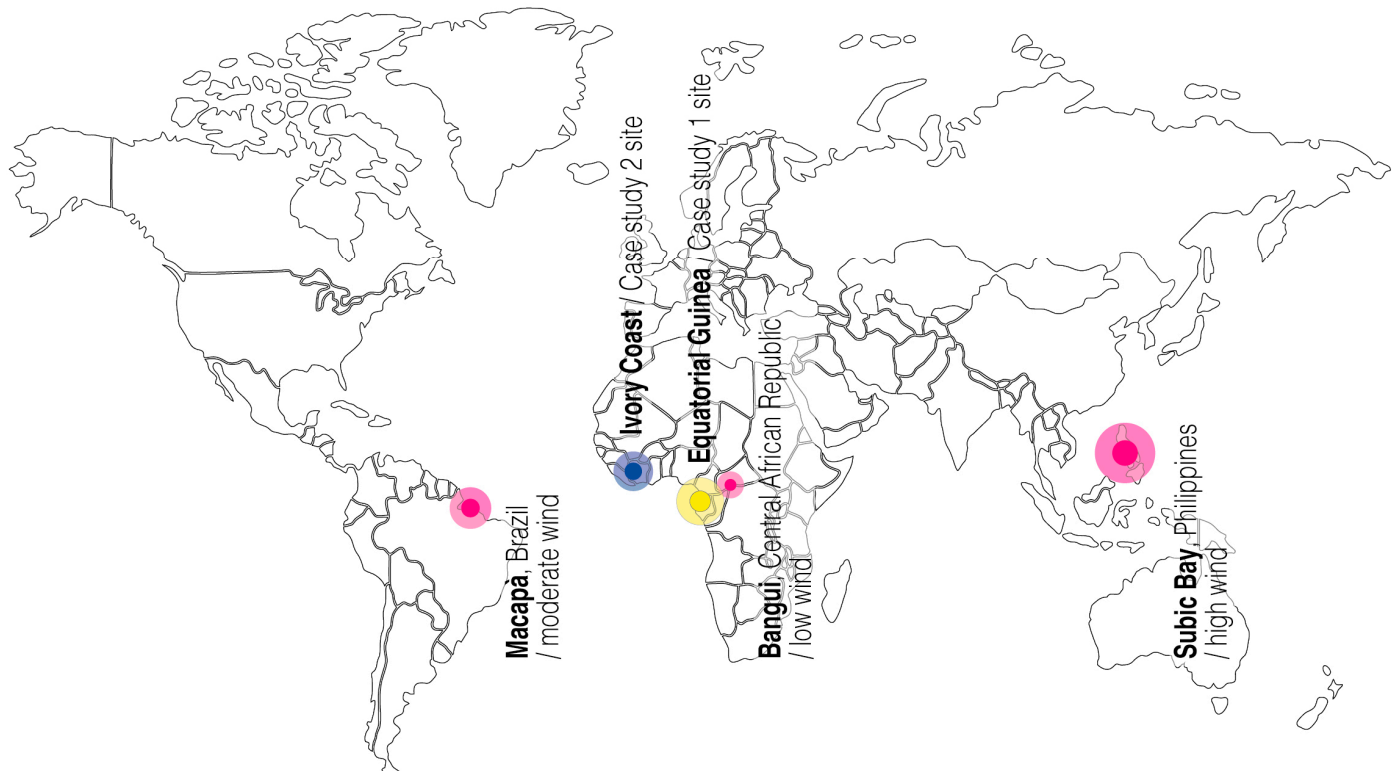 Ivory Coast / Case study 2 site
Equatorial Guinea / Case study 1 site
Macapà, Brazil
/ moderate wind
Bangui, Central African Republic
/ low wind
Subic Bay, Philippines
/ high wind